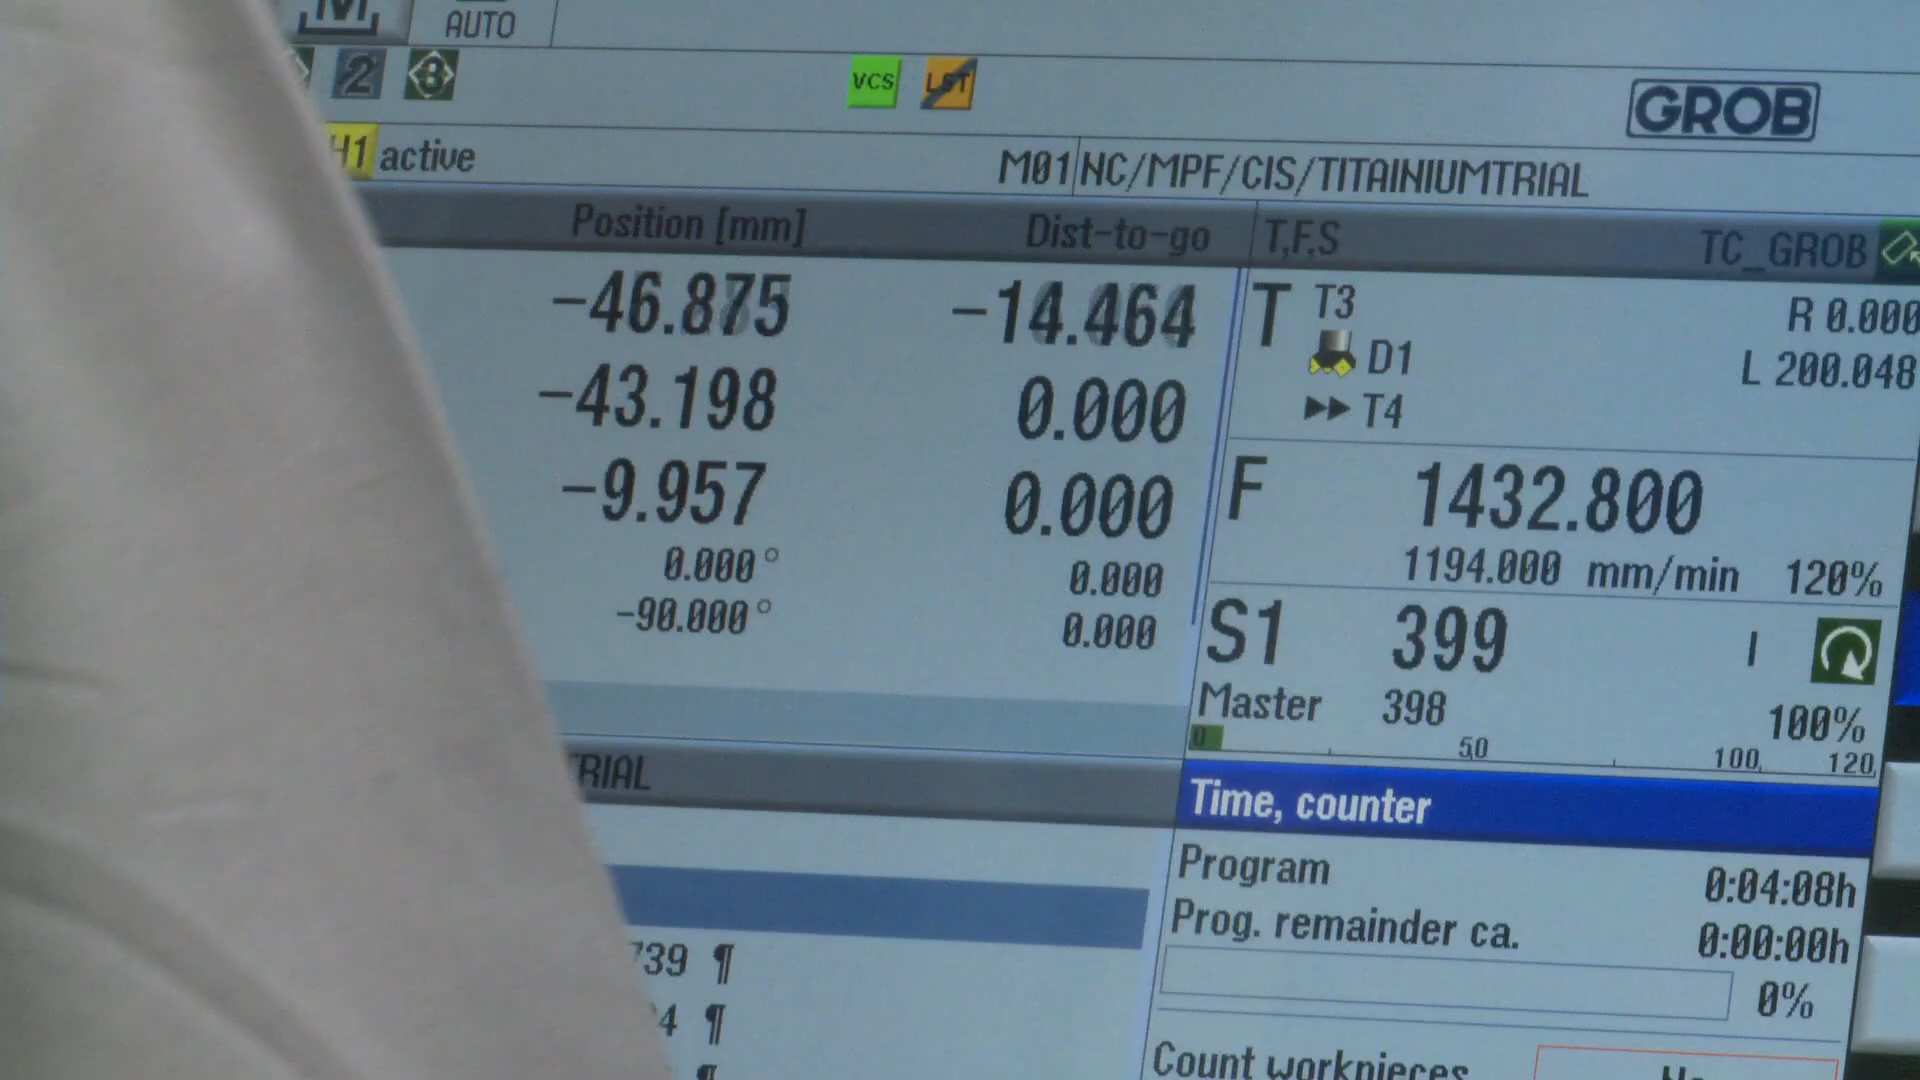 M
AUTO
2
3
VCS
LST
GROB
H1 active
M01 NC/MPF/CIS/TITAINIUMTRIAL
Position [mm] Dist-to-go
T,F,S TC_GROB
-46.875 -14.464
-43.198 0.000
-9.957 0.000
0.000° 0.000
-90.000° 0.000
T T3 R 0.000
D1 L 200.048
T4
F 1432.800
1194.000 mm/min 120%
S1 399 I
Master 398 100%
0 50 100 120
TRIAL
739 ¶
4 ¶
¶
Time, counter
Program 0:04:08h
Prog. remainder ca. 0:00:00h
0%
Count workpieces